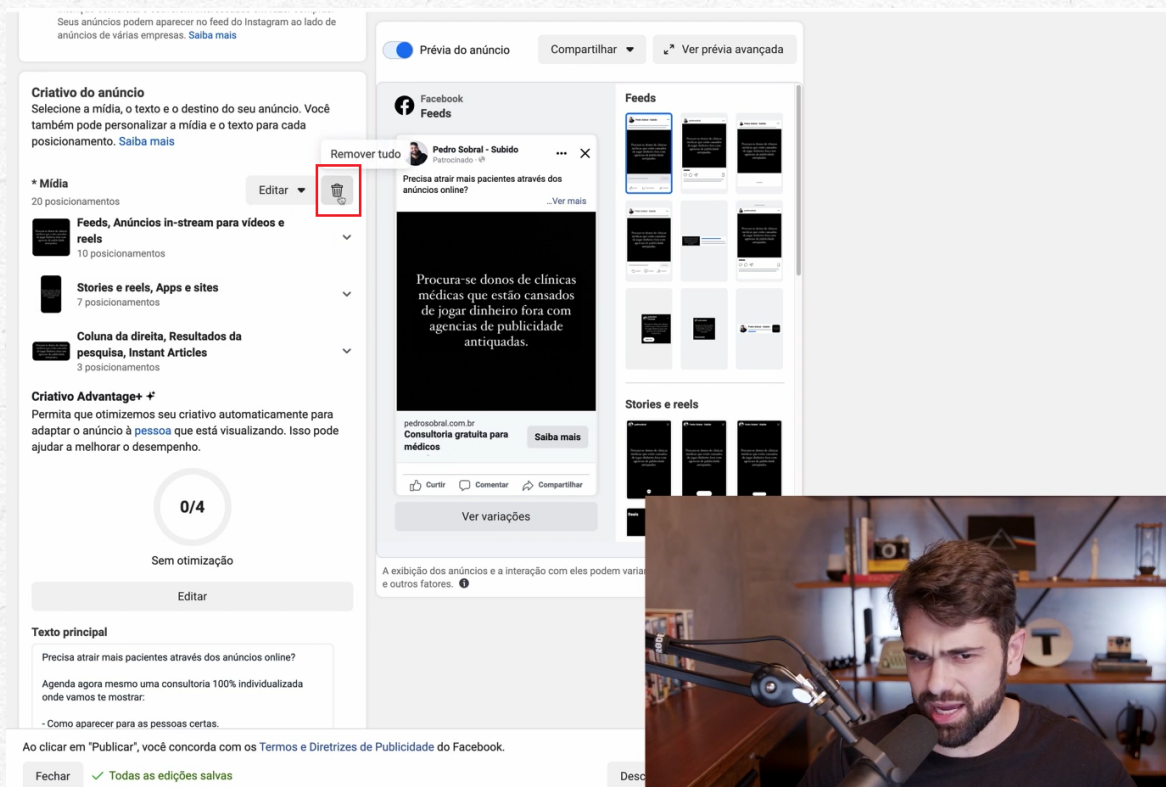 Seus anúncios podem aparecer no feed do Instagram ao lado de
anúncios de várias empresas. Saiba mais
Criativo do anúncio
Selecione a mídia, o texto e o destino do seu anúncio. Você
também pode personalizar a mídia e o texto para cada
posicionamento. Saiba mais
Remover tudo
* Mídia
20 posicionamentos
Editar
Feeds, Anúncios in-stream para vídeos e
reels
10 posicionamentos
Stories e reels, Apps e sites
7 posicionamentos
Coluna da direita, Resultados da
pesquisa, Instant Articles
3 posicionamentos
Criativo Advantage+
Permita que otimizemos seu criativo automaticamente para
adaptar o anúncio à pessoa que está visualizando. Isso pode
ajudar a melhorar o desempenho.
0/4
Sem otimização
Editar
Texto principal
Precisa atrair mais pacientes através dos anúncios online?
Agenda agora mesmo uma consultoria 100% individualizada
onde vamos te mostrar:
- Como aparecer para as pessoas certas.
Ao clicar em "Publicar", você concorda com os Termos e Diretrizes de Publicidade do Facebook.
Fechar
Todas as edições salvas
Desc
Prévia do anúncio
Compartilhar
Ver prévia avançada
Facebook
Feeds
Pedro Sobral - Subido
Patrocinado
Precisa atrair mais pacientes através dos
anúncios online?
...Ver mais
Procura-se donos de clínicas
médicas que estão cansados
de jogar dinheiro fora com
agencias de publicidade
antiquadas.
pedrosobral.com.br
Consultoria gratuita para
médicos
Saiba mais
Curtir
Comentar
Compartilhar
Ver variações
A exibição dos anúncios e a interação com eles podem varia
e outros fatores.
Feeds
Stories e reels